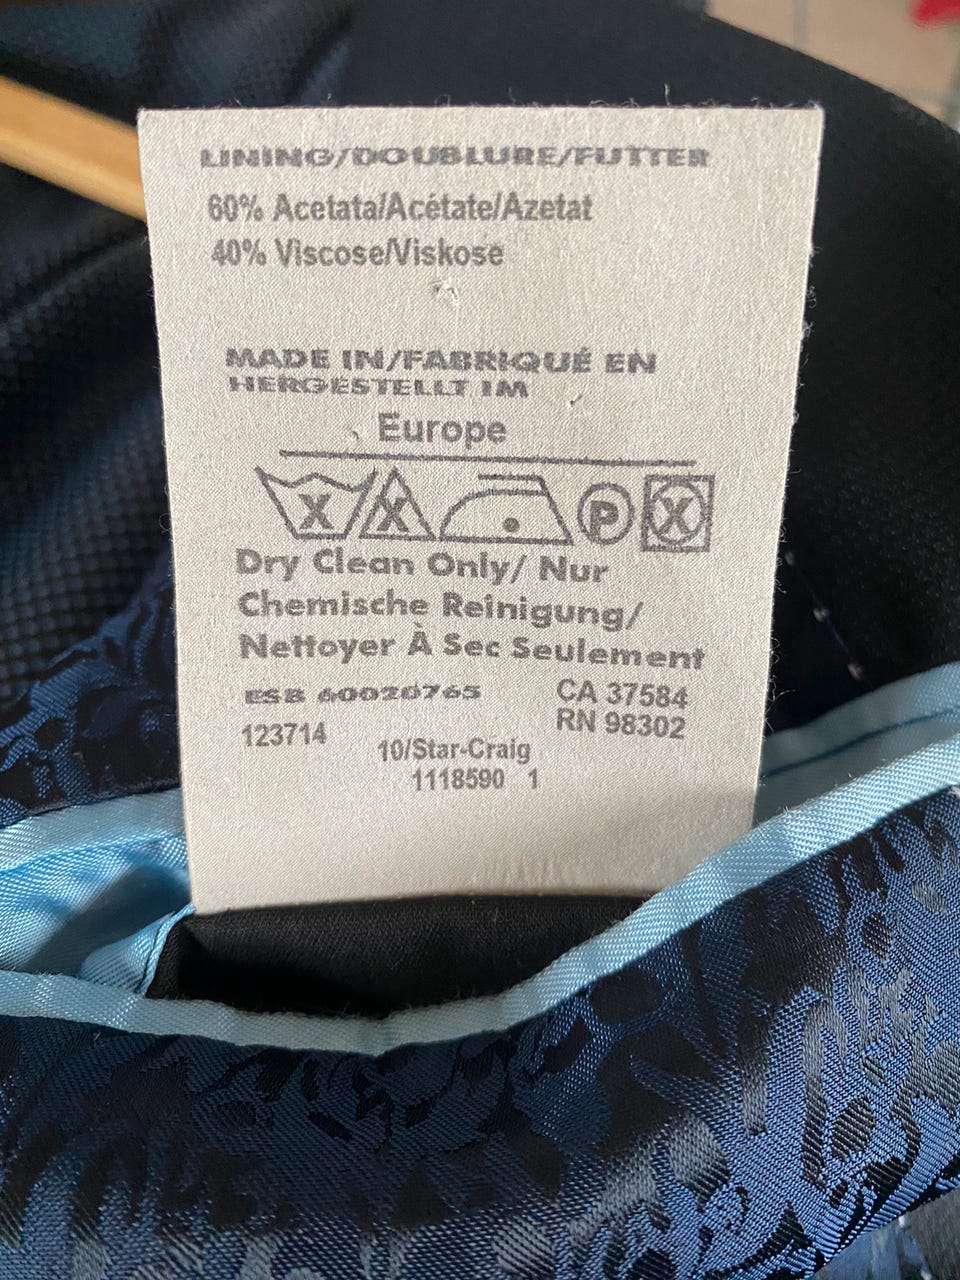 LINING/DOUBLURE/FUTTER
60% Acetata/Acétate/Azetat
40% Viscose/Viskose
MADE IN/FABRIQUÉ EN
HERGESTELLT IM
Europe
P
Dry Clean Only/ Nur
Chemische Reinigung/
Nettoyer À Sec Seulement
ESB 60020765 CA 37584
123714 RN 98302
10/Star-Craig
1118590 1